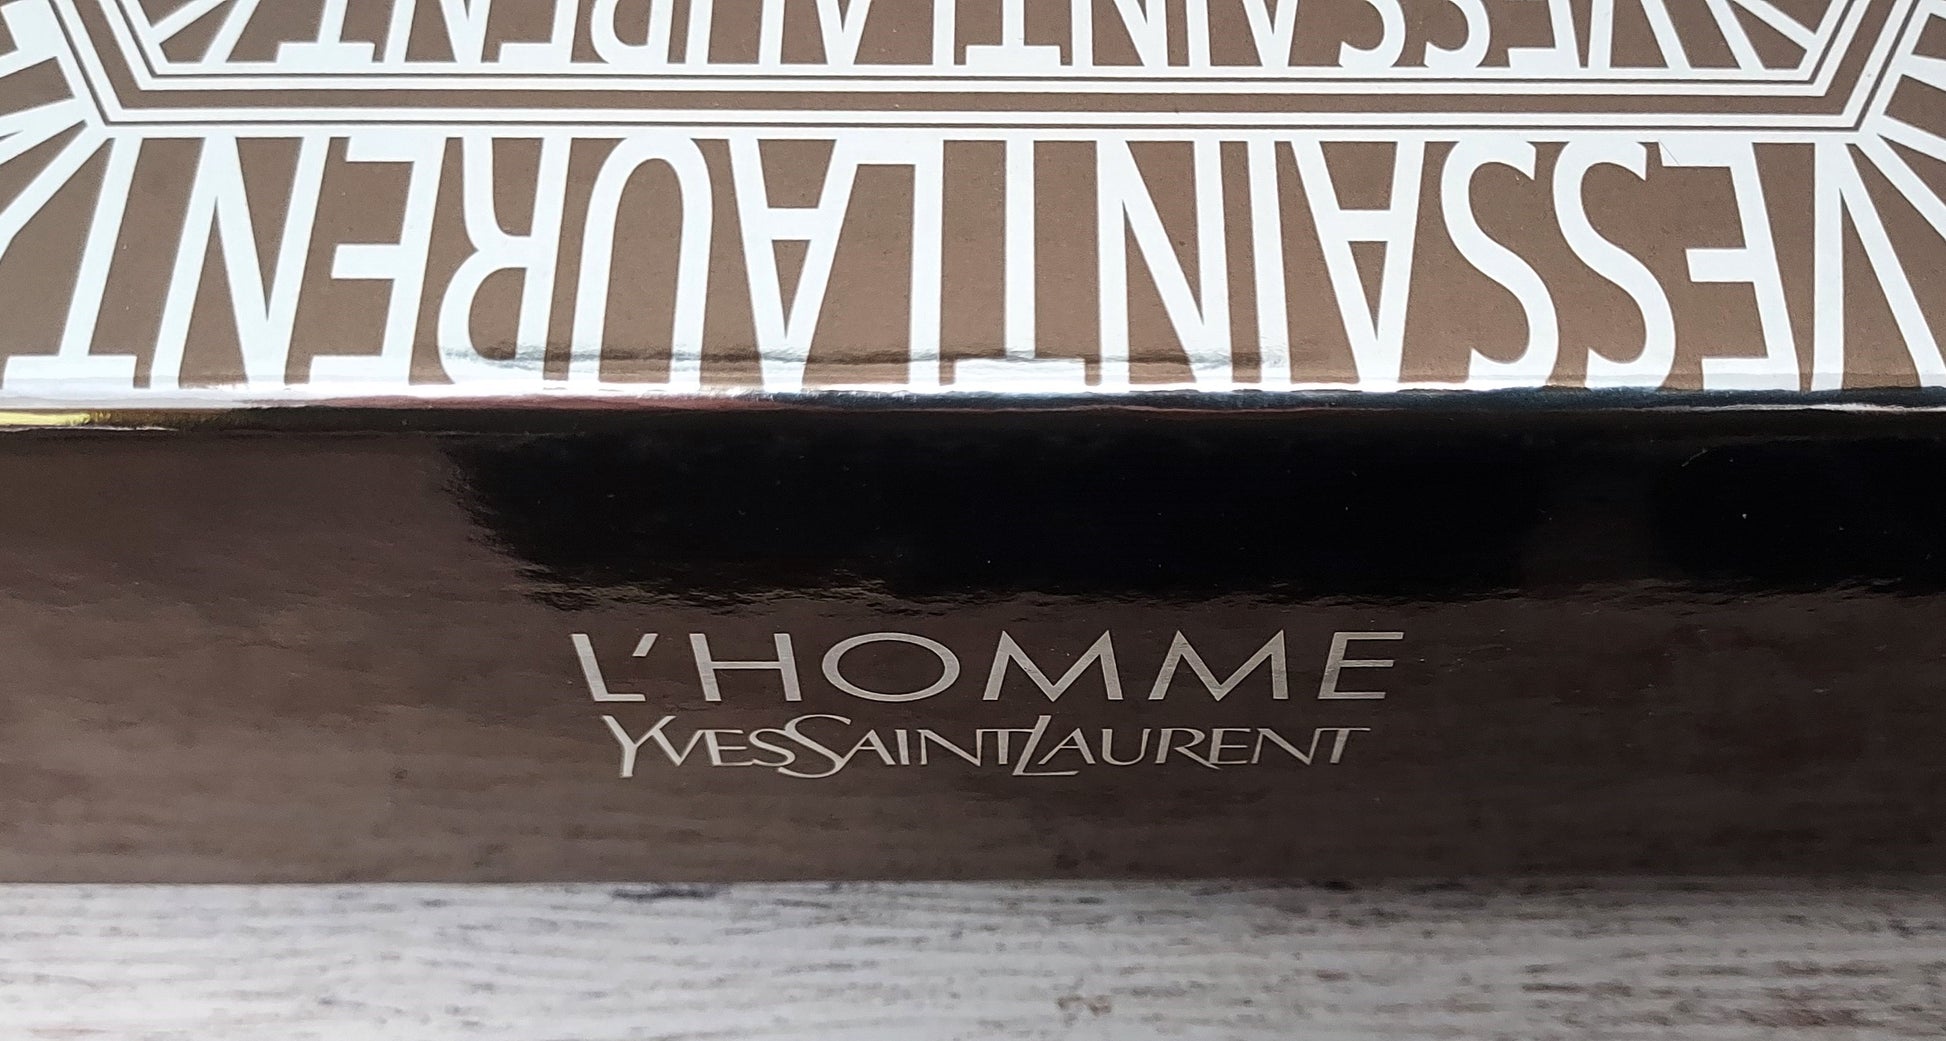 YVES SAINT LAURENT
YVES SAINT LAURENT
L'HOMME
YVESSAINTLAURENT